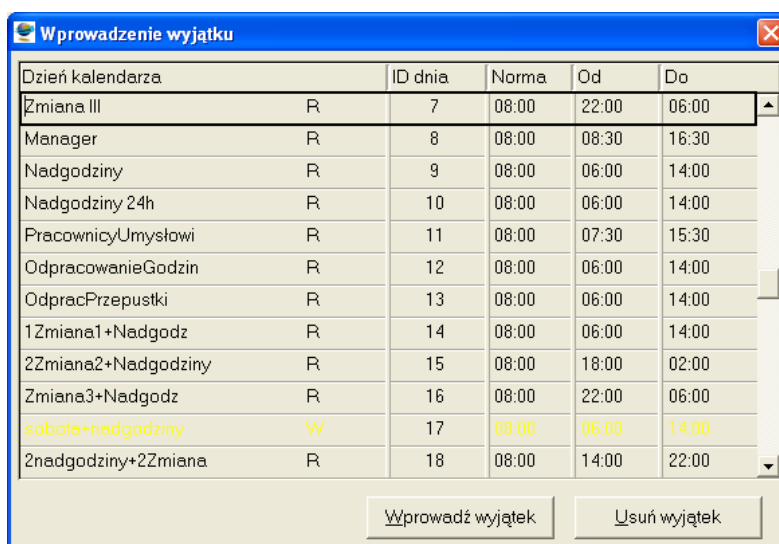 Wprowadzenie wyjątku
Dzień kalendarza ID dnia Norma Od Do
Zmiana III R 7 08:00 22:00 06:00
Manager R 8 08:00 08:30 16:30
Nadgodziny R 9 08:00 06:00 14:00
Nadgodziny 24h R 10 08:00 06:00 14:00
PracownicyUmysłowi R 11 08:00 07:30 15:30
OdpracowanieGodzin R 12 08:00 06:00 14:00
OdpracPrzepustki R 13 08:00 06:00 14:00
1Zmiana1+Nadgodz R 14 08:00 06:00 14:00
2Zmiana2+Nadgodziny R 15 08:00 18:00 02:00
Zmiana3+Nadgodz R 16 08:00 22:00 06:00
sobota+nadgodziny W 17 08:00 06:00 14:00
2nadgodziny+2Zmiana R 18 08:00 14:00 22:00
Wprowadź wyjątek Usuń wyjątek